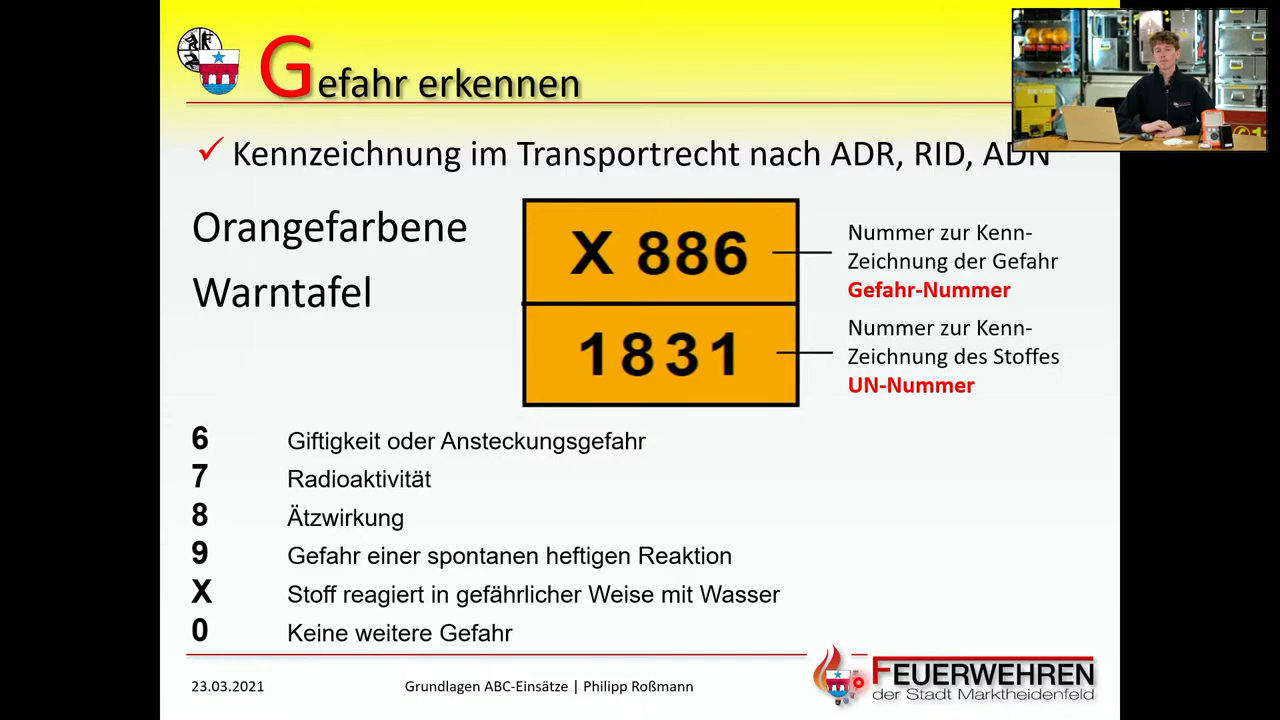 Gefahr erkennen
✓ Kennzeichnung im Transportrecht nach ADR, RID, ADN
Orangefarbene
Warntafel
X 886
1831
Nummer zur Kenn-
Zeichnung der Gefahr
Gefahr-Nummer
Nummer zur Kenn-
Zeichnung des Stoffes
UN-Nummer
6 Giftigkeit oder Ansteckungsgefahr
7 Radioaktivität
8 Ätzwirkung
9 Gefahr einer spontanen heftigen Reaktion
X Stoff reagiert in gefährlicher Weise mit Wasser
0 Keine weitere Gefahr
23.03.2021
Grundlagen ABC-Einsätze | Philipp Roßmann
FEUERWEHREN
der Stadt Marktheidenfeld